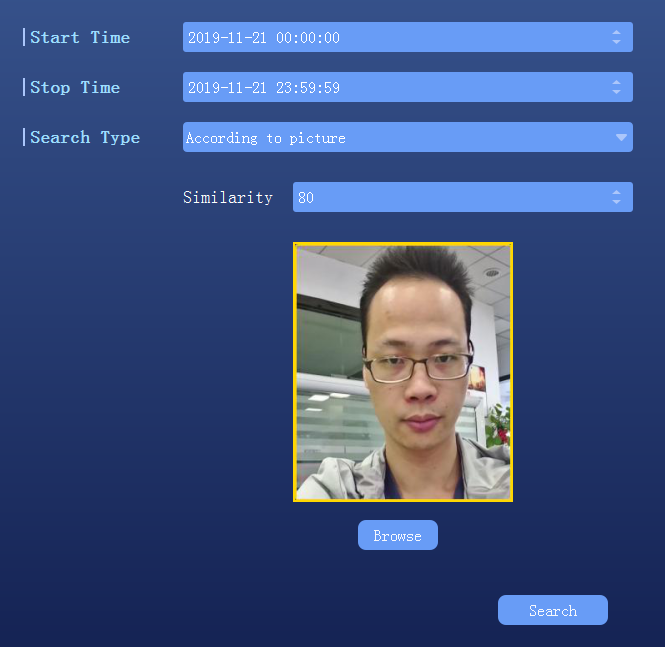 Start Time 2019-11-21 00:00:00
Stop Time 2019-11-21 23:59:59
Search Type According to picture
Similarity 80
Browse
Search